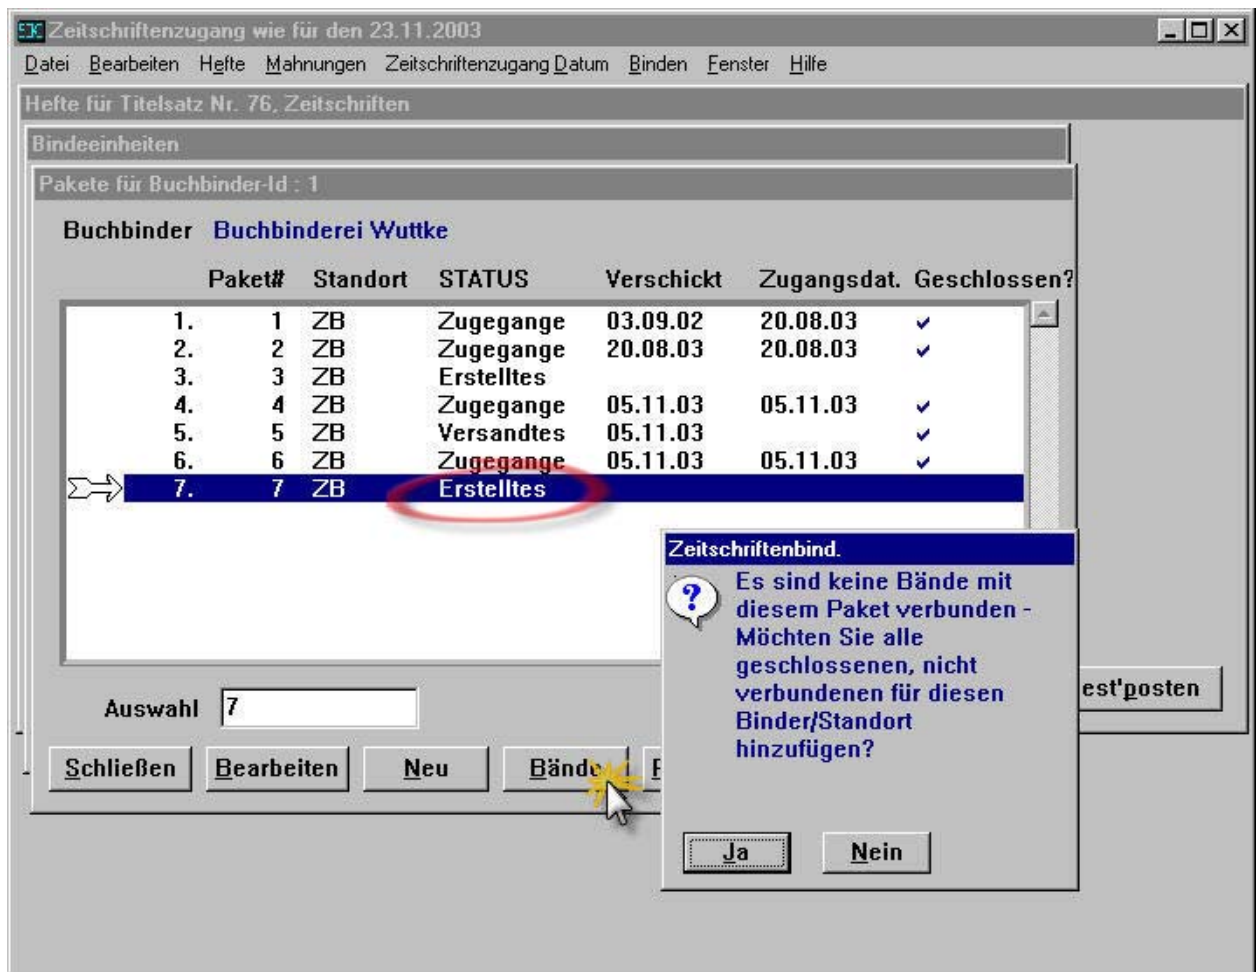 Zeitschriftenzugang wie für den 23.11.2003
Datei Bearbeiten Hefte Mahnungen Zeitschriftenzugang Datum Binden Fenster Hilfe
Hefte für Titelsatz Nr. 76, Zeitschriften
Bindeeinheiten
Pakete für Buchbinder-Id : 1
Buchbinder Buchbinderei Wuttke
Paket# Standort STATUS Verschickt Zugangsdat. Geschlossen?
1. 1 ZB Zugegange 03.09.02 20.08.03 ✔
2. 2 ZB Zugegange 20.08.03 20.08.03 ✔
3. 3 ZB Erstelltes
4. 4 ZB Zugegange 05.11.03 05.11.03 ✔
5. 5 ZB Versandtes 05.11.03 ✔
6. 6 ZB Zugegange 05.11.03 05.11.03 ✔
7. 7 ZB Erstelltes
Zeitschriftenbind.
? Es sind keine Bände mit
diesem Paket verbunden -
Möchten Sie alle
geschlossenen, nicht
verbundenen für diesen
Binder/Standort
hinzufügen?
Ja Nein
est'posten
Auswahl 7
Schließen Bearbeiten Neu Bände